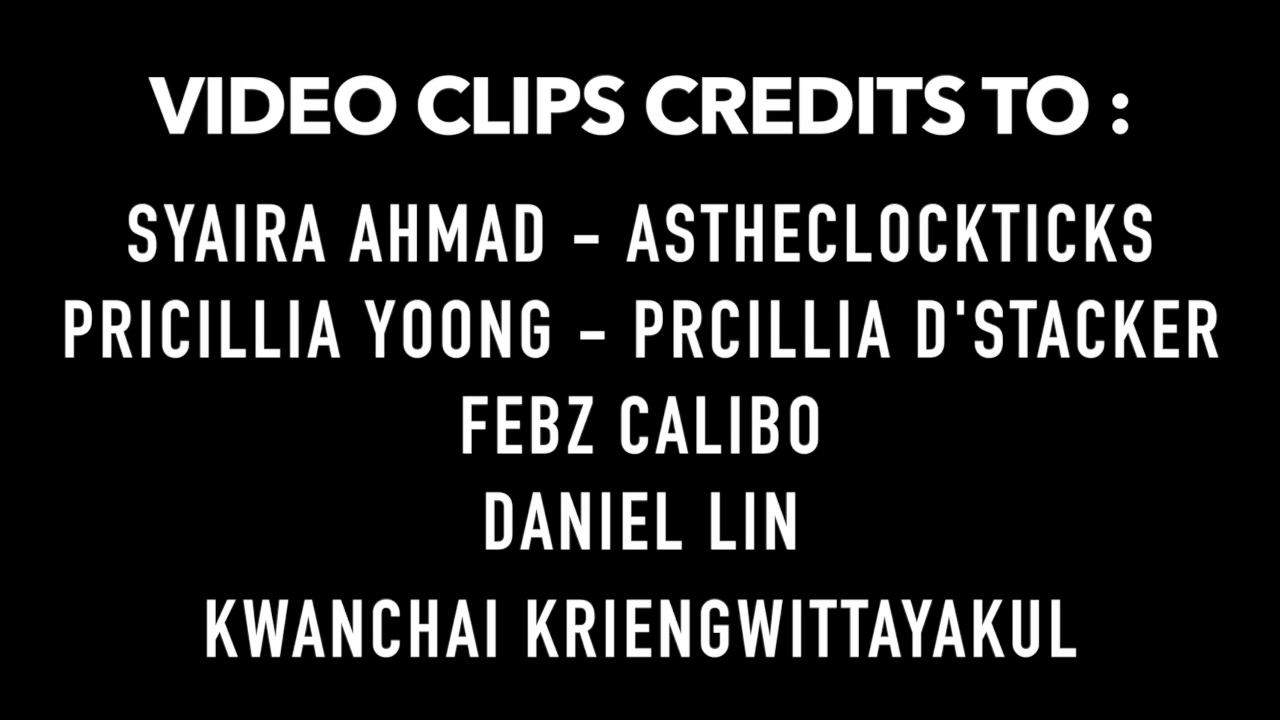 VIDEO CLIPS CREDITS TO :
SYAIRA AHMAD - ASTHECLOCKTICKS
PRICILLIA YOONG - PRCILLIA D'STACKER
FEBZ CALIBO
DANIEL LIN
KWANCHAI KRIENGWITTAYAKUL